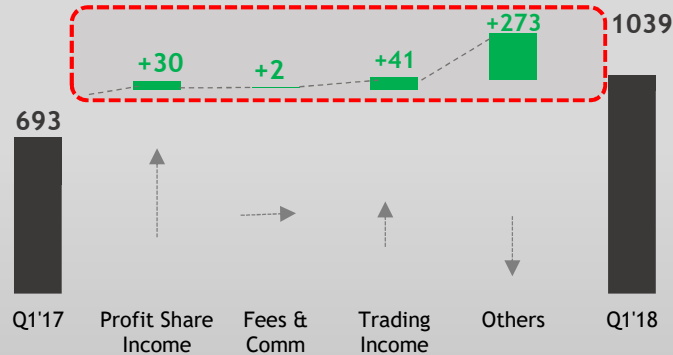 +273
1039
+30
+2
+41
693
Q1'17
Profit Share
Income
Fees &
Comm
Trading
Income
Others
Q1'18